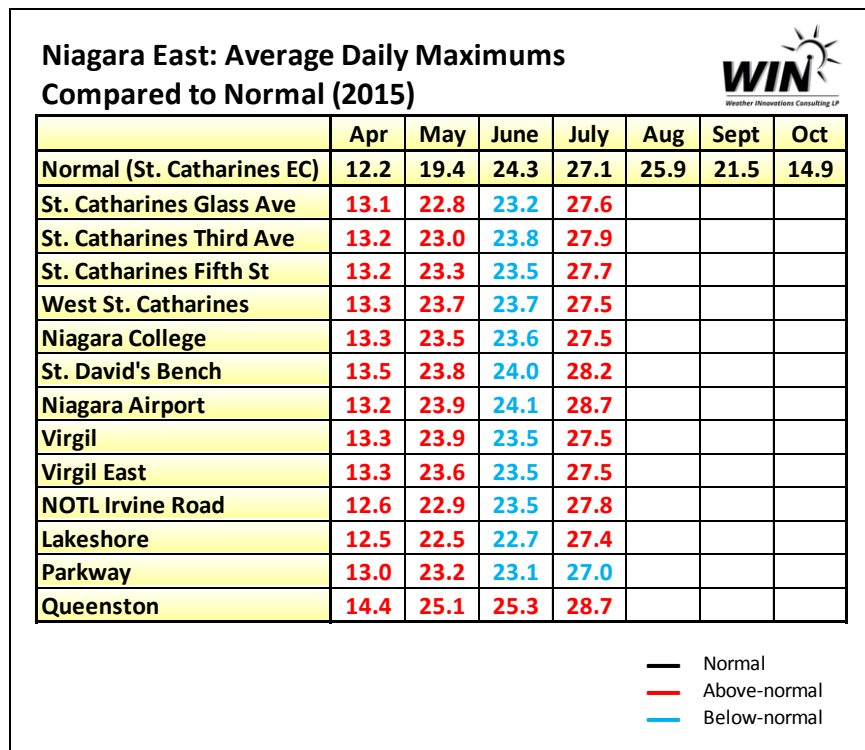 Niagara East: Average Daily Maximums
Compared to Normal (2015)
WIN
Weather INnovations Consulting LP
Apr May June July Aug Sept Oct
Normal (St. Catharines EC) 12.2 19.4 24.3 27.1 25.9 21.5 14.9
St. Catharines Glass Ave 13.1 22.8 23.2 27.6
St. Catharines Third Ave 13.2 23.0 23.8 27.9
St. Catharines Fifth St 13.2 23.3 23.5 27.7
West St. Catharines 13.3 23.7 23.7 27.5
Niagara College 13.3 23.5 23.6 27.5
St. David's Bench 13.5 23.8 24.0 28.2
Niagara Airport 13.2 23.9 24.1 28.7
Virgil 13.3 23.9 23.5 27.5
Virgil East 13.3 23.6 23.5 27.5
NOTL Irvine Road 12.6 22.9 23.5 27.8
Lakeshore 12.5 22.5 22.7 27.4
Parkway 13.0 23.2 23.1 27.0
Queenston 14.4 25.1 25.3 28.7
Normal
Above-normal
Below-normal